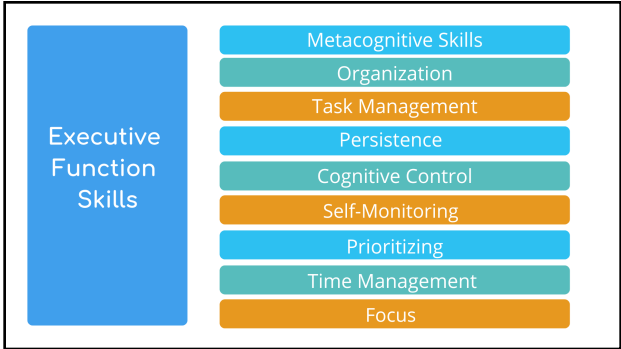 Executive
Function
Skills
Metacognitive Skills
Organization
Task Management
Persistence
Cognitive Control
Self-Monitoring
Prioritizing
Time Management
Focus